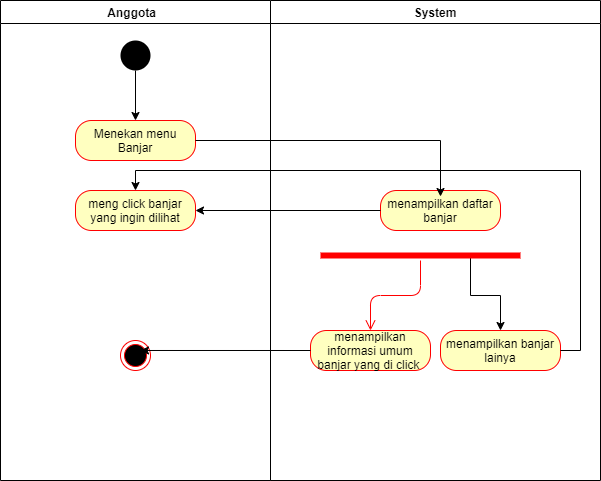 Anggota
System
Menekan menu
Banjar
meng click banjar
yang ingin dilihat
menampilkan daftar
banjar
menampilkan
informasi umum
banjar yang di click
menampilkan banjar
lainya